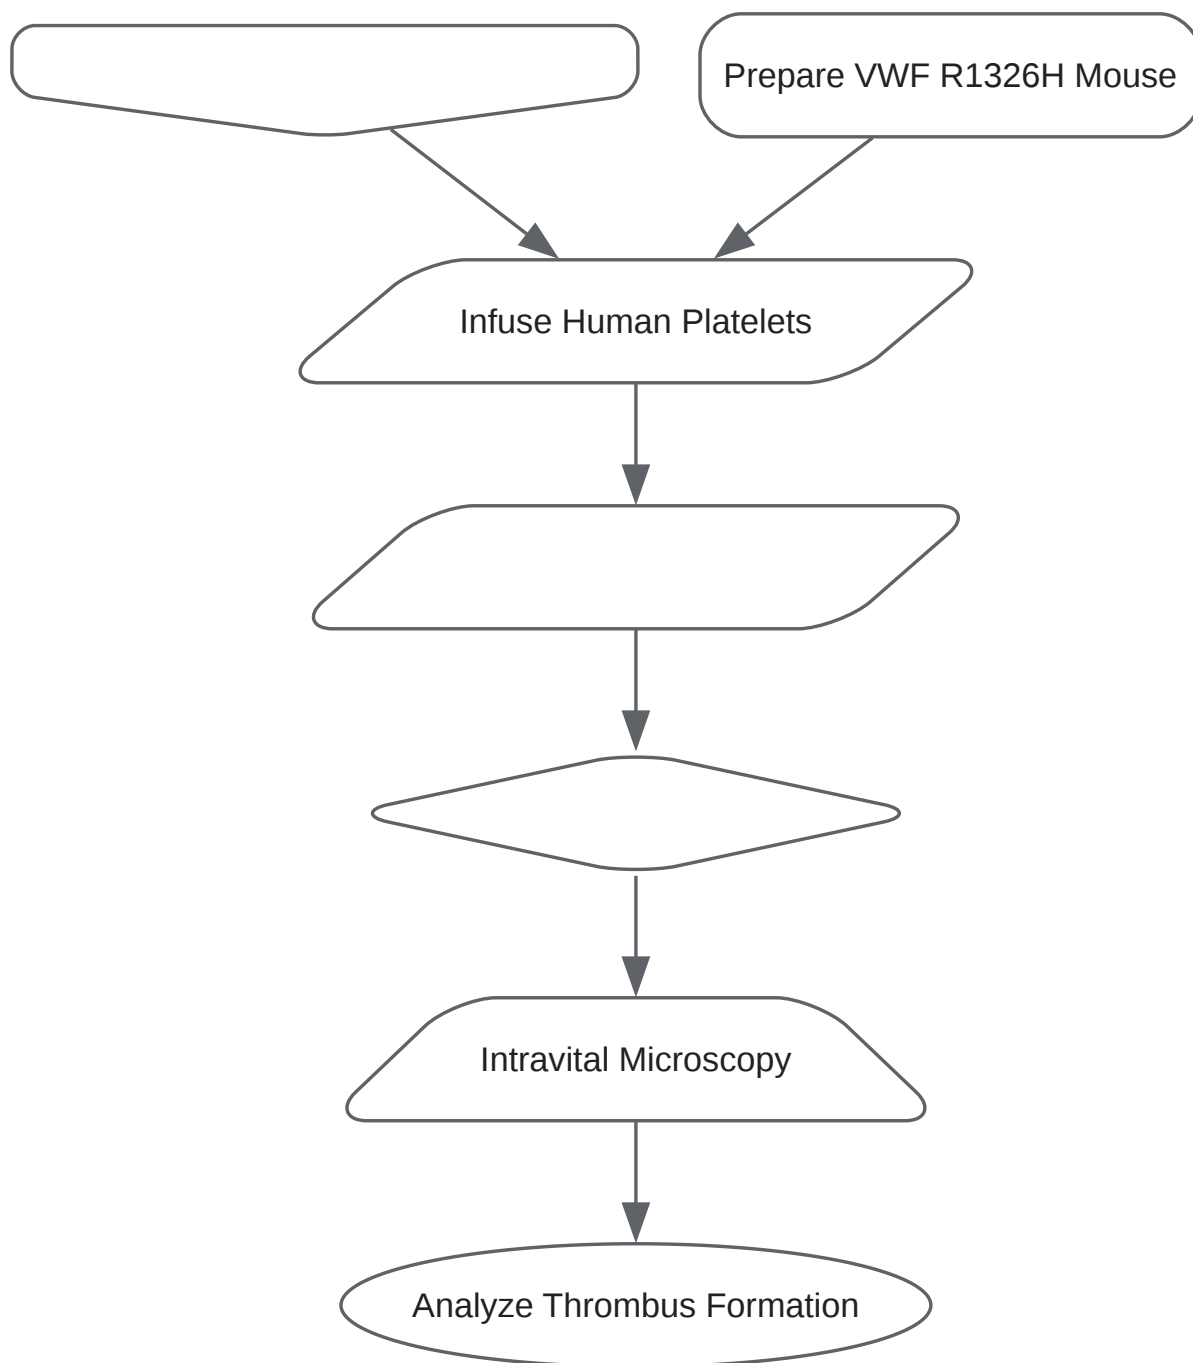 Prepare VWF R1326H Mouse
Infuse Human Platelets
Intravital Microscopy
Analyze Thrombus Formation